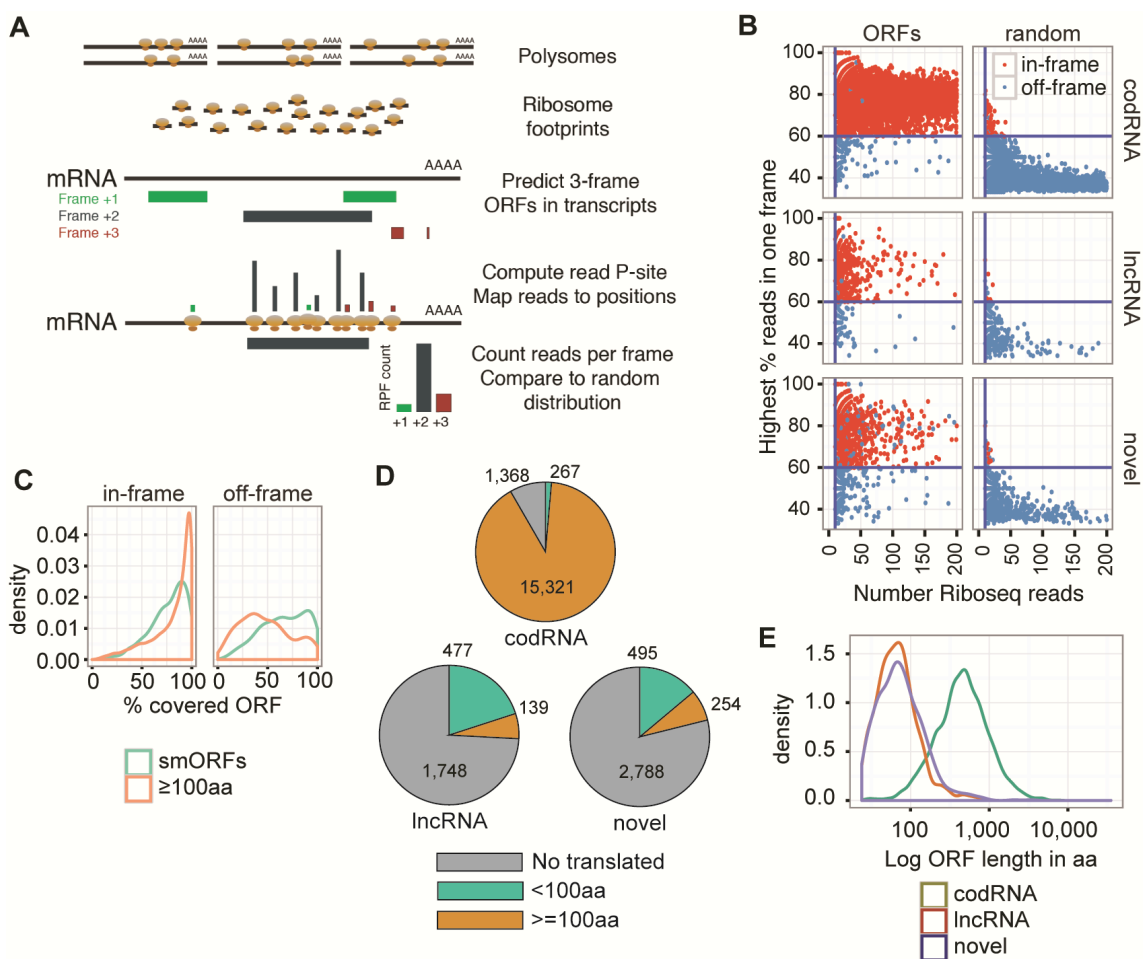 A
AAAA AAAA AAAA
AAAA AAAA AAAA
Polysomes
Ribosome
footprints
mRNA
AAAA
Frame +1
Frame +2
Frame +3
Predict 3-frame
ORFs in transcripts
Compute read P-site
Map reads to positions
mRNA
AAAA
Count reads per frame
Compare to random
distribution
RPF count
+1 +2 +3
B
ORFs random
in-frame
off-frame
100
80
60
40
codRNA
100
80
60
40
lncRNA
100
80
60
40
novel
Highest % reads in one frame
0 50 100 150 200 0 50 100 150 200
Number Riboseq reads
C
in-frame off-frame
0.04
0.03
0.02
0.01
0.00
density
0 50 100 0 50 100
% covered ORF
smORFs
≥100aa
D
1,368 267
15,321
codRNA
477
139
1,748
lncRNA
495
254
2,788
novel
No translated
<100aa
>=100aa
E
1.5
1.0
0.5
0.0
density
100 1,000 10,000
Log ORF length in aa
codRNA
lncRNA
novel